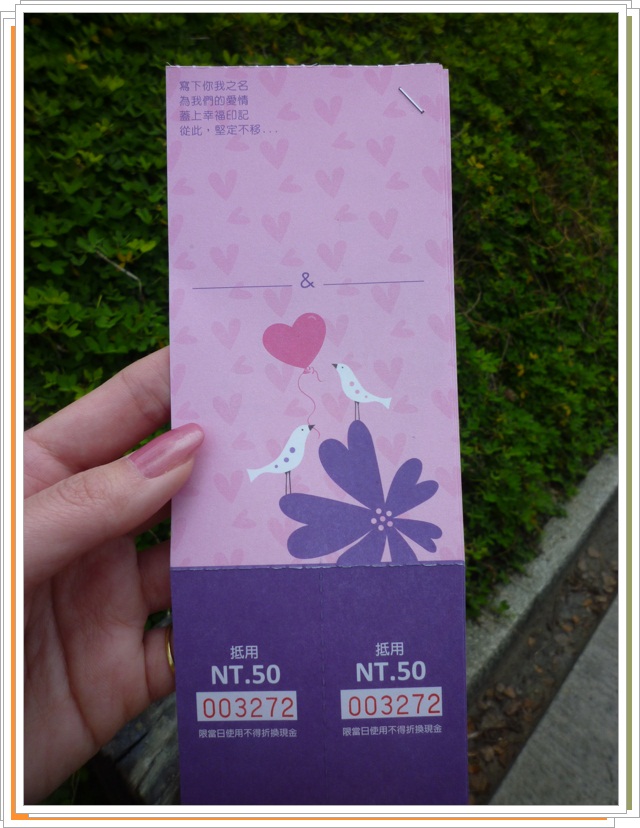 寫下你我之名
為我們的愛情
蓋上幸福印記
從此，堅定不移...
&
抵用
NT.50
003272
限當日使用不得折換現金
抵用
NT.50
003272
限當日使用不得折換現金